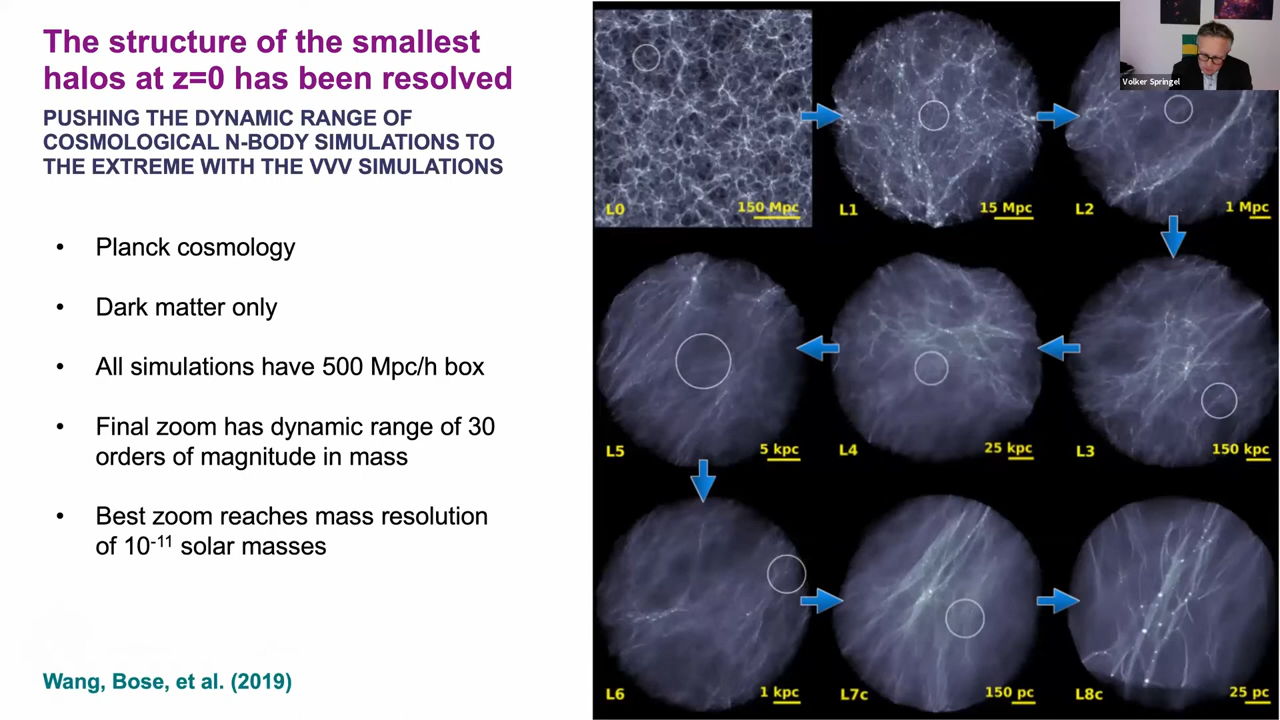 The structure of the smallest
halos at z=0 has been resolved
PUSHING THE DYNAMIC RANGE OF
COSMOLOGICAL N-BODY SIMULATIONS TO
THE EXTREME WITH THE VVV SIMULATIONS
• Planck cosmology
• Dark matter only
• All simulations have 500 Mpc/h box
• Final zoom has dynamic range of 30
orders of magnitude in mass
• Best zoom reaches mass resolution
of 10⁻¹¹ solar masses
Wang, Bose, et al. (2019)
Volker Springel
L0 150 Mpc
L1 15 Mpc
L2 1 Mpc
L5 5 kpc
L4 25 kpc
L3 150 kpc
L6 1 kpc
L7c 150 pc
L8c 25 pc